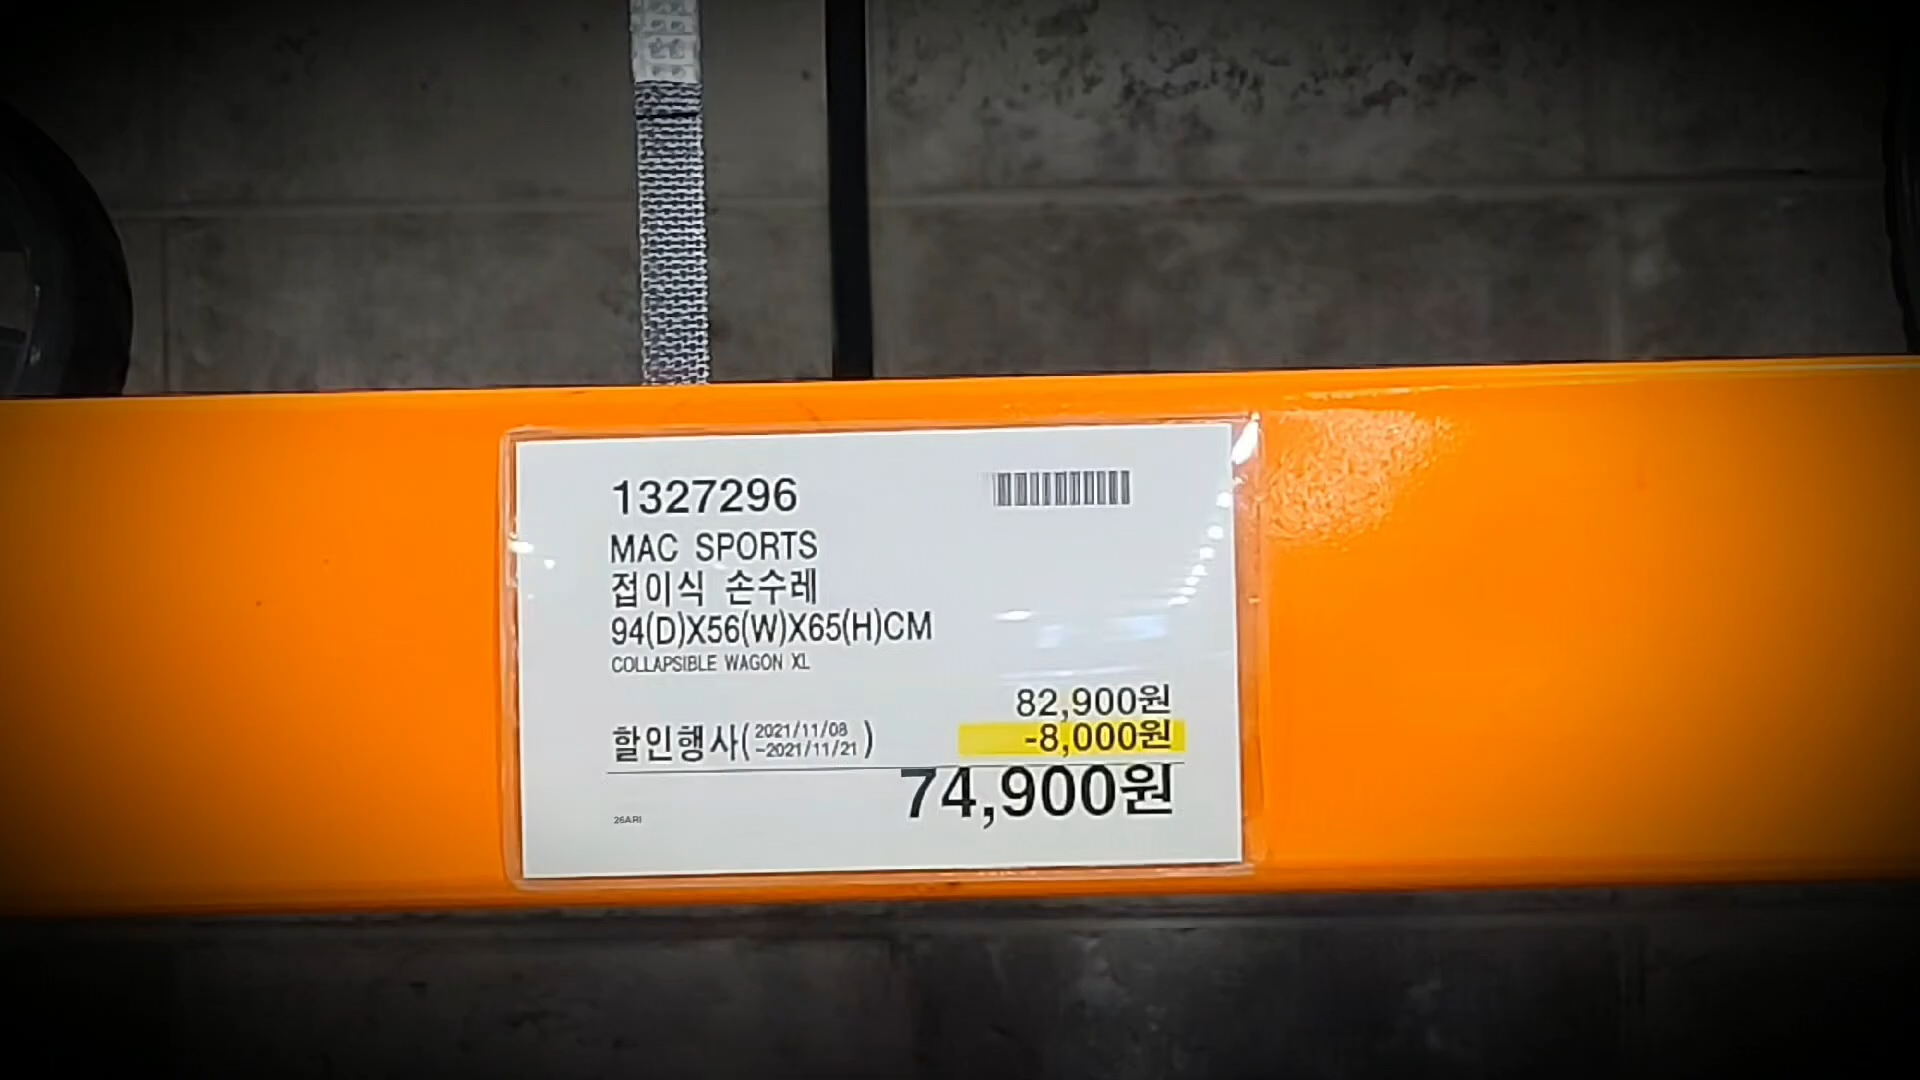 1327296
MAC SPORTS
접이식 손수레
94(D)X56(W)X65(H)CM
COLLAPSIBLE WAGON XL
82,900원
할인행사(2021/11/08 ~2021/11/21) -8,000원
74,900원
26ARI